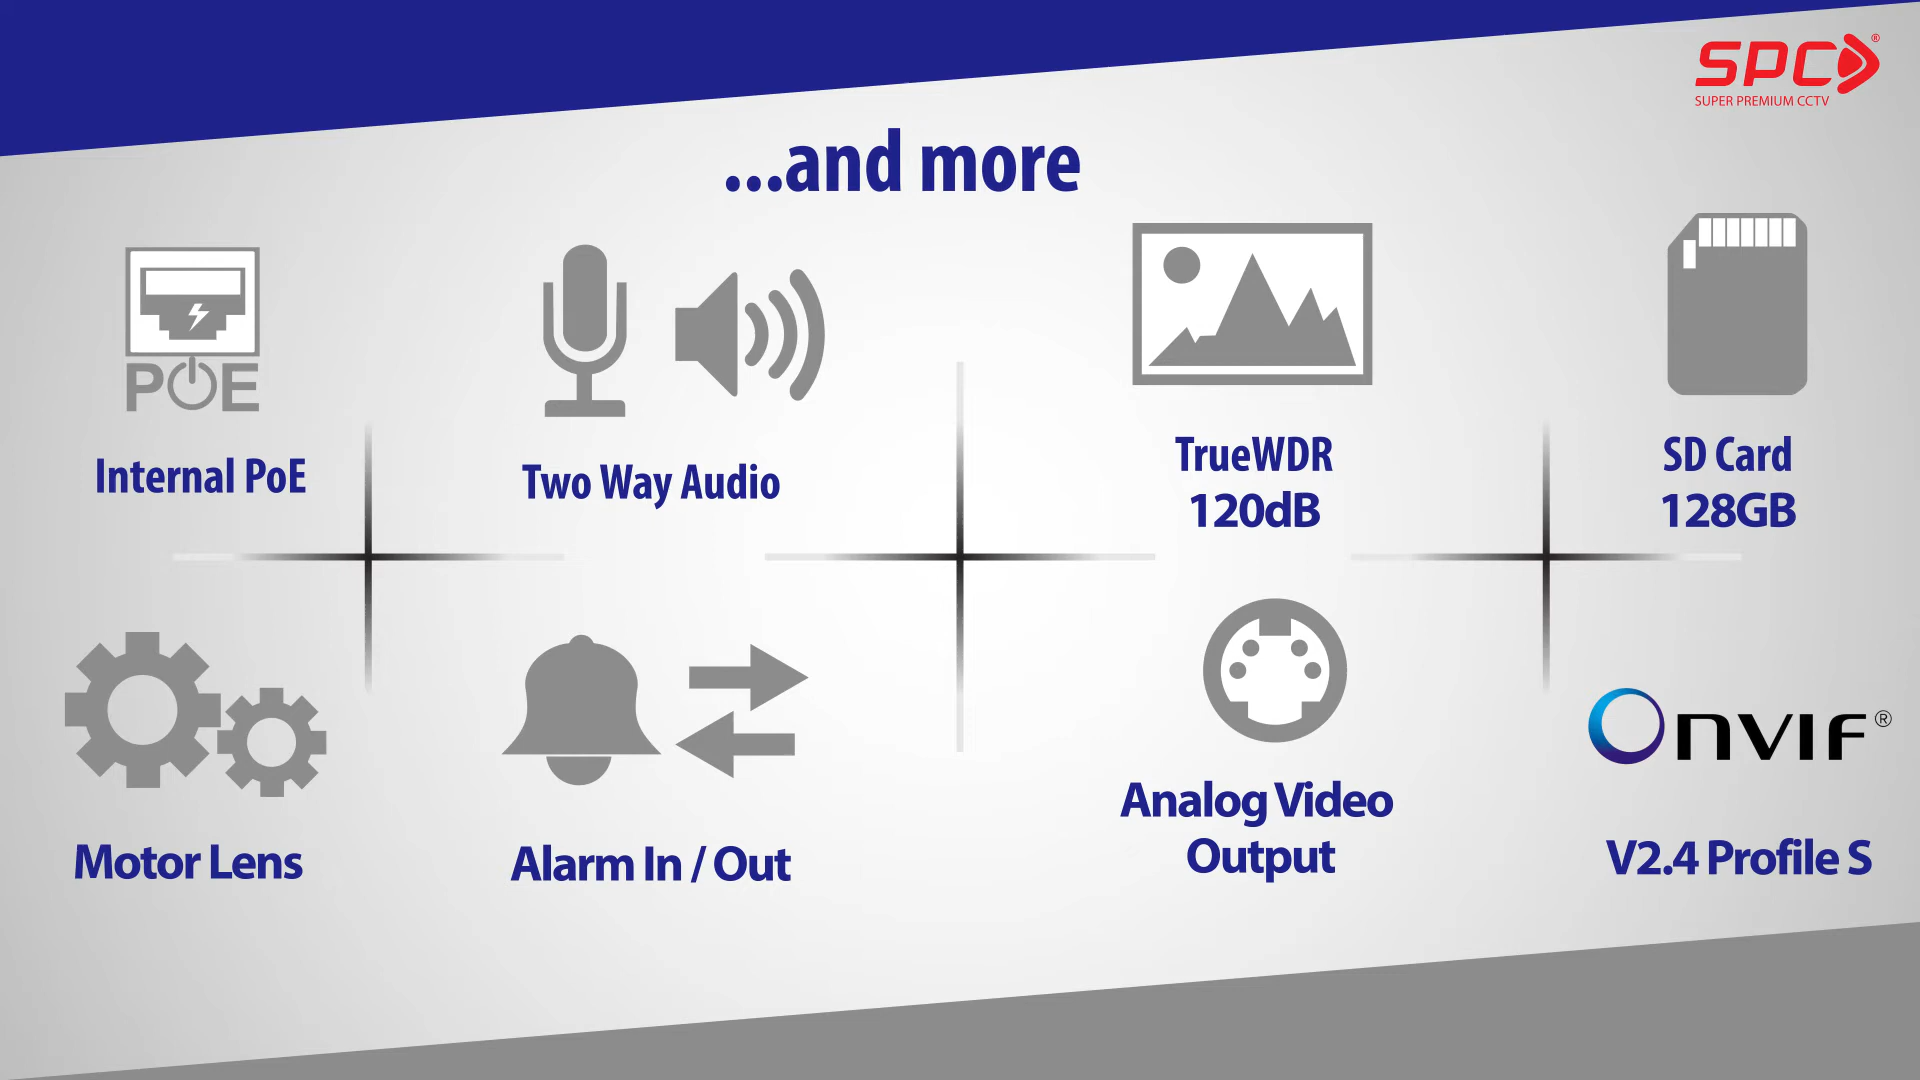 SPC®
SUPER PREMIUM CCTV
...and more
POE
Internal PoE
Two Way Audio
TrueWDR
120dB
SD Card
128GB
Motor Lens
Alarm In / Out
Analog Video
Output
ONVIF®
V2.4 Profile S